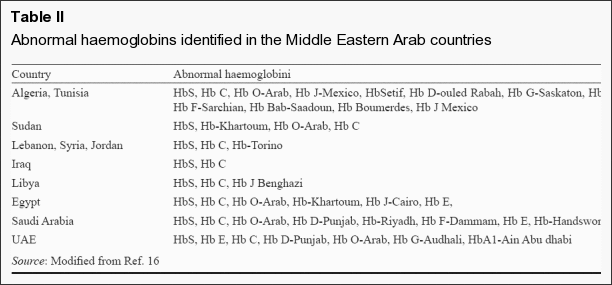 Table II
Abnormal haemoglobins identified in the Middle Eastern Arab countries
Country Abnormal haemoglobini
Algeria, Tunisia HbS, Hb C, Hb O-Arab, Hb J-Mexico, HbSetif, Hb D-ouled Rabah, Hb G-Saskaton, Hb
Hb F-Sarchian, Hb Bab-Saadoun, Hb Boumerdes, Hb J Mexico
Sudan HbS, Hb-Khartoum, Hb O-Arab, Hb C
Lebanon, Syria, Jordan HbS, Hb C, Hb-Torino
Iraq HbS, Hb C
Libya HbS, Hb C, Hb J Benghazi
Egypt HbS, Hb C, Hb O-Arab, Hb-Khartoum, Hb J-Cairo, Hb E,
Saudi Arabia HbS, Hb C, Hb O-Arab, Hb D-Punjab, Hb-Riyadh, Hb F-Dammam, Hb E, Hb-Handswor
UAE HbS, Hb E, Hb C, Hb D-Punjab, Hb O-Arab, Hb G-Audhali, HbA1-Ain Abu dhabi
Source: Modified from Ref. 16